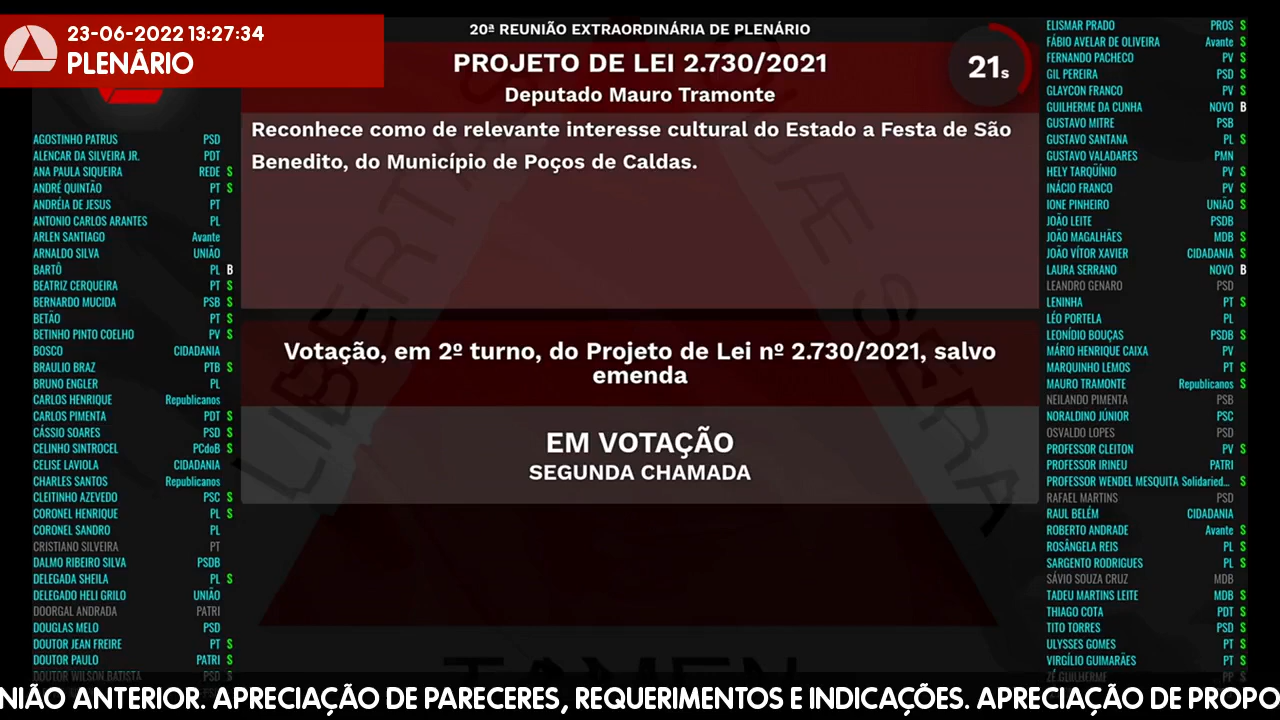 23-06-2022 13:27:34
PLENÁRIO
20ª REUNIÃO EXTRAORDINÁRIA DE PLENÁRIO
PROJETO DE LEI 2.730/2021
Deputado Mauro Tramonte
21s
Reconhece como de relevante interesse cultural do Estado a Festa de São
Benedito, do Município de Poços de Caldas.
Votação, em 2º turno, do Projeto de Lei nº 2.730/2021, salvo
emenda
EM VOTAÇÃO
SEGUNDA CHAMADA
AGOSTINHO PATRUS PSD
ALENCAR DA SILVEIRA JR. PDT
ANA PAULA SIQUEIRA REDE S
ANDRÉ QUINTÃO PT S
ANDRÉIA DE JESUS PT
ANTONIO CARLOS ARANTES PL
ARLEN SANTIAGO Avante
ARNALDO SILVA UNIÃO
BARTÔ PL B
BEATRIZ CERQUEIRA PT S
BERNARDO MUCIDA PSB S
BETÃO PT S
BETINHO PINTO COELHO PV S
BOSCO CIDADANIA
BRAULIO BRAZ PTB S
BRUNO ENGLER PL
CARLOS HENRIQUE Republicanos
CARLOS PIMENTA PDT S
CÁSSIO SOARES PSD S
CELINHO SINTROCEL PCdoB S
CELISE LAVIOLA CIDADANIA
CHARLES SANTOS Republicanos
CLEITINHO AZEVEDO PSC S
CORONEL HENRIQUE PL S
CORONEL SANDRO PL
CRISTIANO SILVEIRA PT
DALMO RIBEIRO SILVA PSDB
DELEGADA SHEILA PL S
DELEGADO HELI GRILO UNIÃO
DOORGAL ANDRADA PATRI
DOUGLAS MELO PSD
DOUTOR JEAN FREIRE PT S
DOUTOR PAULO PATRI S
DOUTOR WILSON BATISTA PSD S
ELISMAR PRADO PROS S
FÁBIO AVELAR DE OLIVEIRA Avante S
FERNANDO PACHECO PV S
GIL PEREIRA PSD S
GLAYCON FRANCO PV S
GUILHERME DA CUNHA NOVO B
GUSTAVO MITRE PSB
GUSTAVO SANTANA PL S
GUSTAVO VALADARES PMN
HELY TARQÜÍNIO PV S
INÁCIO FRANCO PV S
IONE PINHEIRO UNIÃO S
JOÃO LEITE PSDB
JOÃO MAGALHÃES MDB S
JOÃO VÍTOR XAVIER CIDADANIA S
LAURA SERRANO NOVO B
LEANDRO GENARO PSD
LENINHA PT S
LÉO PORTELA PL
LEONÍDIO BOUÇAS PSDB S
MÁRIO HENRIQUE CAIXA PV
MARQUINHO LEMOS PT S
MAURO TRAMONTE Republicanos S
NEILANDO PIMENTA PSB
NORALDINO JÚNIOR PSC
OSVALDO LOPES PSD
PROFESSOR CLEITON PV S
PROFESSOR IRINEU PATRI
PROFESSOR WENDEL MESQUITA Solidaried... S
RAFAEL MARTINS PSD
RAUL BELÉM CIDADANIA
ROBERTO ANDRADE Avante S
ROSÂNGELA REIS PL S
SARGENTO RODRIGUES PL S
SÁVIO SOUZA CRUZ MDB
TADEU MARTINS LEITE MDB S
THIAGO COTA PDT S
TITO TORRES PSD S
ULYSSES GOMES PT S
VIRGÍLIO GUIMARÃES PT S
ZÉ GUILHERME PP S
NIÃO ANTERIOR. APRECIAÇÃO DE PARECERES, REQUERIMENTOS E INDICAÇÕES. APRECIAÇÃO DE PROPO